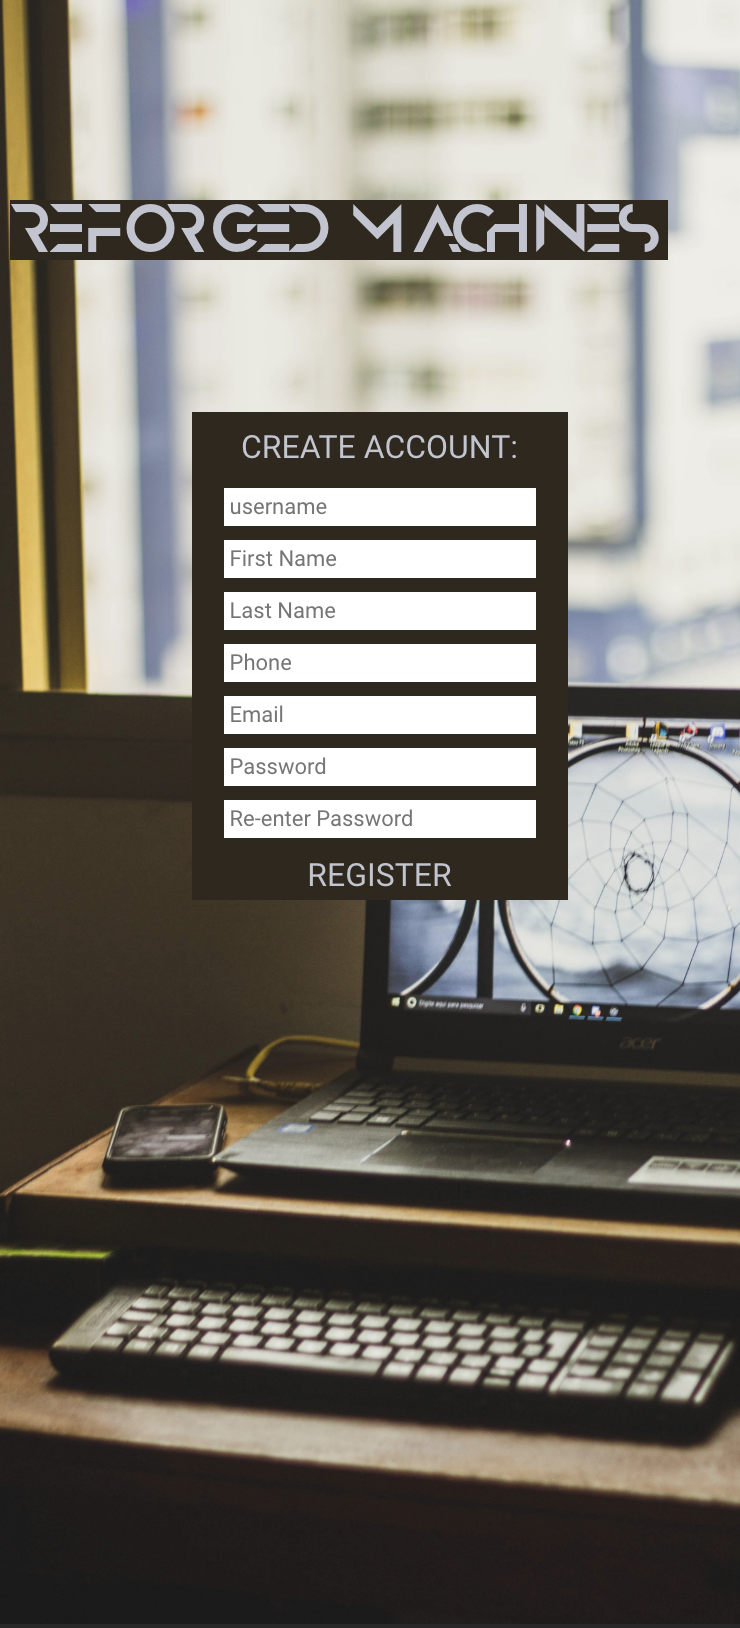 REFORGED MACHINES
CREATE ACCOUNT:
username
First Name
Last Name
Phone
Email
Password
Re-enter Password
REGISTER
acer